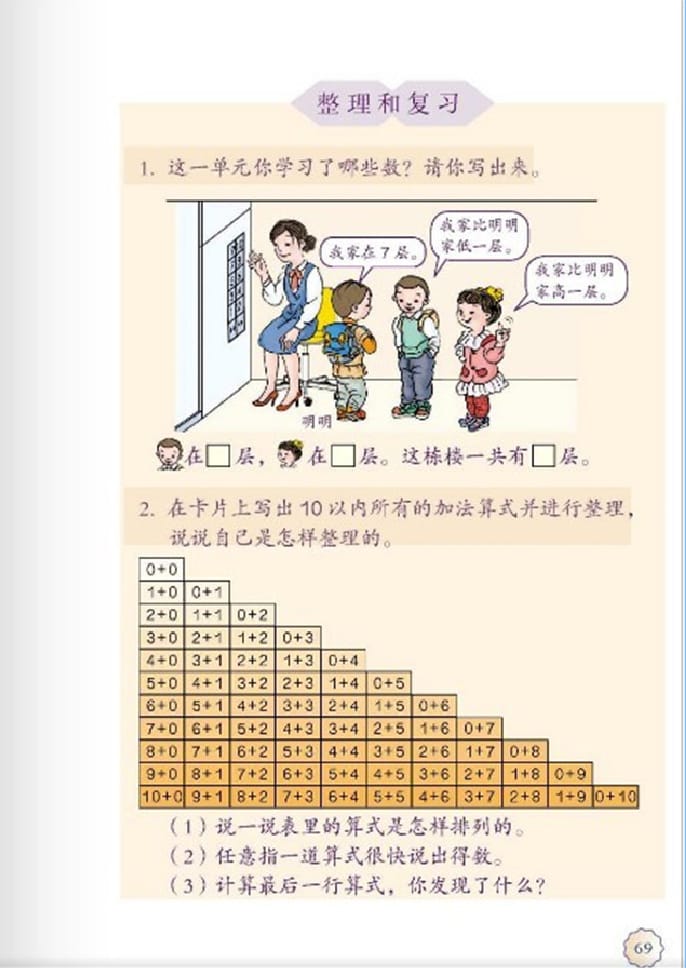 整理和复习
1. 这一单元你学习了哪些数？请你写出来。
我家在7层。
我家比明明
家低一层。
我家比明明
家高一层。
明明
在□层，在□层。这栋楼一共有□层。
2. 在卡片上写出10以内所有的加法算式并进行整理，
说说自己是怎样整理的。
0+0
1+0 0+1
2+0 1+1 0+2
3+0 2+1 1+2 0+3
4+0 3+1 2+2 1+3 0+4
5+0 4+1 3+2 2+3 1+4 0+5
6+0 5+1 4+2 3+3 2+4 1+5 0+6
7+0 6+1 5+2 4+3 3+4 2+5 1+6 0+7
8+0 7+1 6+2 5+3 4+4 3+5 2+6 1+7 0+8
9+0 8+1 7+2 6+3 5+4 4+5 3+6 2+7 1+8 0+9
10+0 9+1 8+2 7+3 6+4 5+5 4+6 3+7 2+8 1+9 0+10
（1）说一说表里的算式是怎样排列的。
（2）任意指一道算式很快说出得数。
（3）计算最后一行算式，你发现了什么？
69